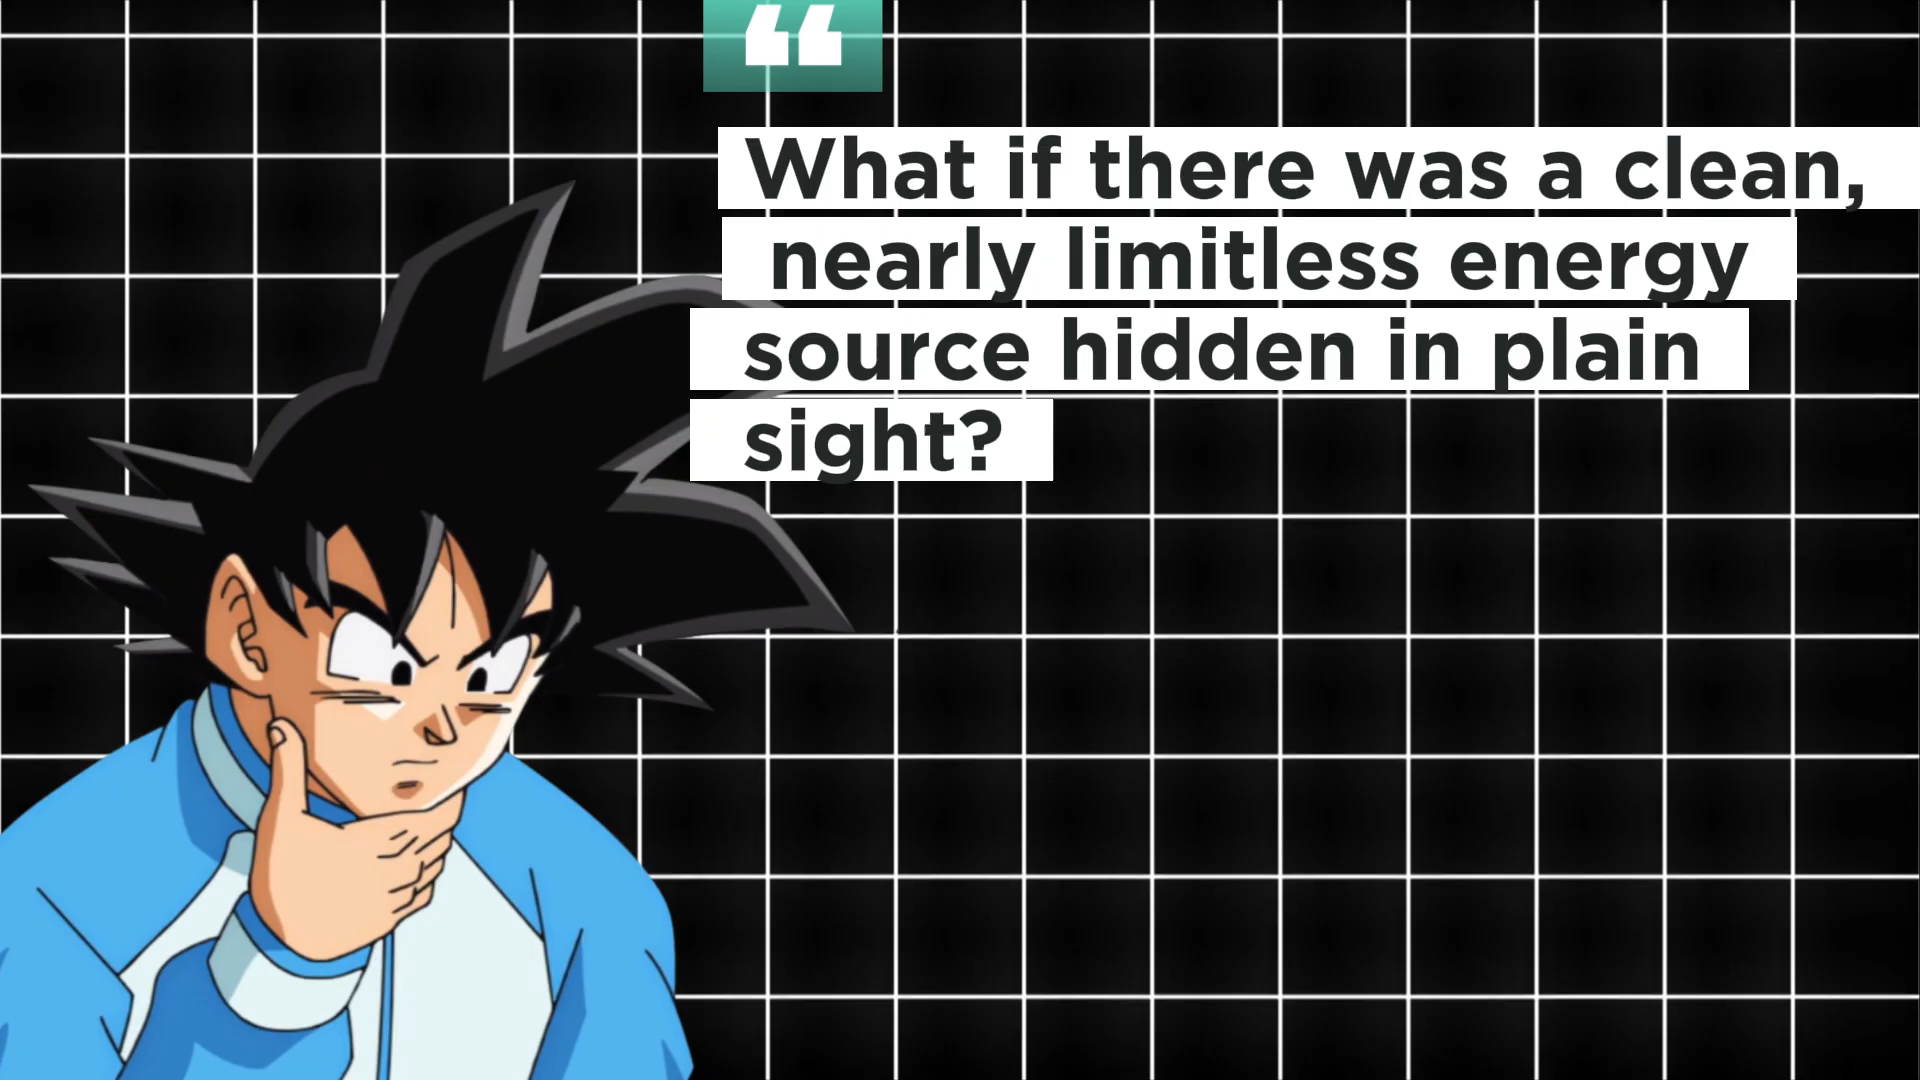 ❝
What if there was a clean,
nearly limitless energy
source hidden in plain
sight?